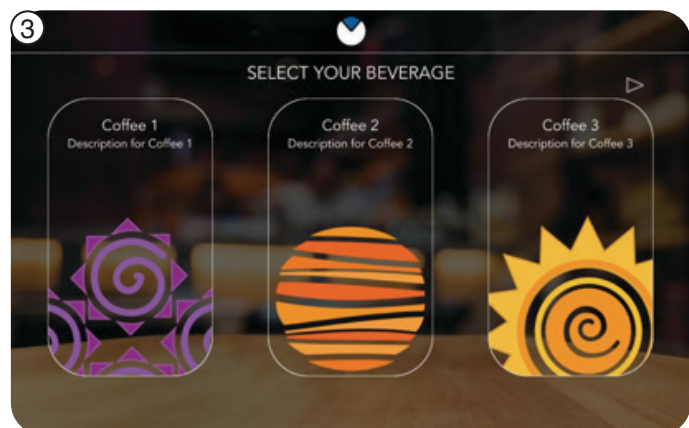 3
SELECT YOUR BEVERAGE
Coffee 1
Description for Coffee 1
Coffee 2
Description for Coffee 2
Coffee 3
Description for Coffee 3